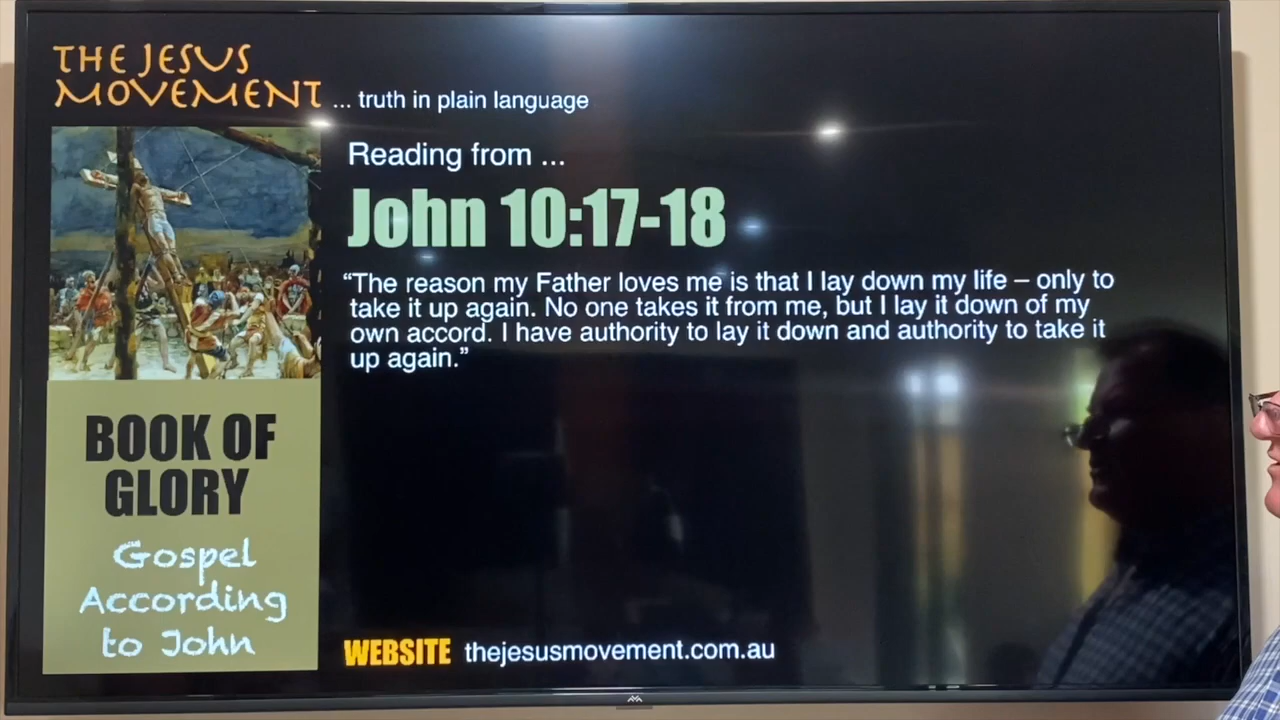 THE JESUS
MOVEMENT ... truth in plain language
Reading from ...
John 10:17-18
“The reason my Father loves me is that I lay down my life – only to
take it up again. No one takes it from me, but I lay it down of my
own accord. I have authority to lay it down and authority to take it
up again.”
BOOK OF
GLORY
Gospel
According
to John
WEBSITE thejesusmovement.com.au